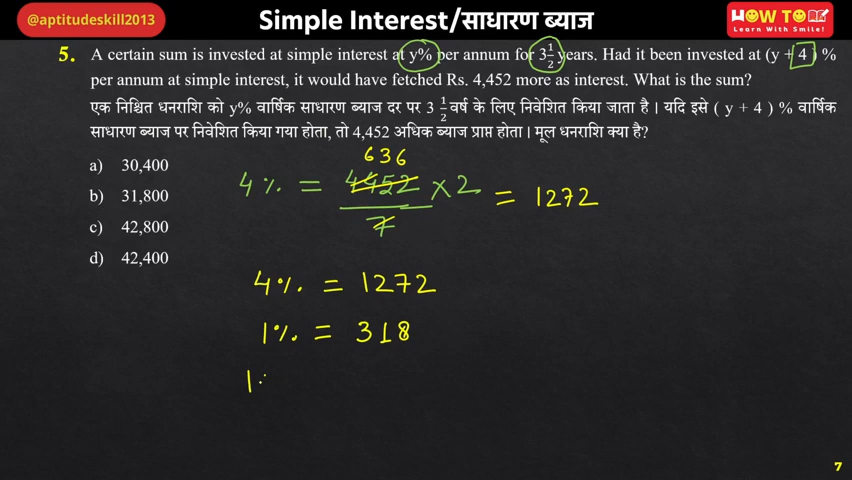 @aptitudeskill2013
Simple Interest/साधारण ब्याज
HOW TO
Learn With Smile!
5. A certain sum is invested at simple interest at y% per annum for 3 1/2 years. Had it been invested at (y + 4 ) %
per annum at simple interest, it would have fetched Rs. 4,452 more as interest. What is the sum?
एक निश्चित धनराशि को y% वार्षिक साधारण ब्याज दर पर 3 1/2 वर्ष के लिए निवेशित किया जाता है। यदि इसे ( y + 4 ) % वार्षिक
साधारण ब्याज पर निवेशित किया गया होता, तो 4,452 अधिक ब्याज प्राप्त होता। मूल धनराशि क्या है?
a) 30,400
b) 31,800
c) 42,800
d) 42,400
636
4% = 4452/7 × 2 = 1272
4% = 1272
1% = 318
1
7